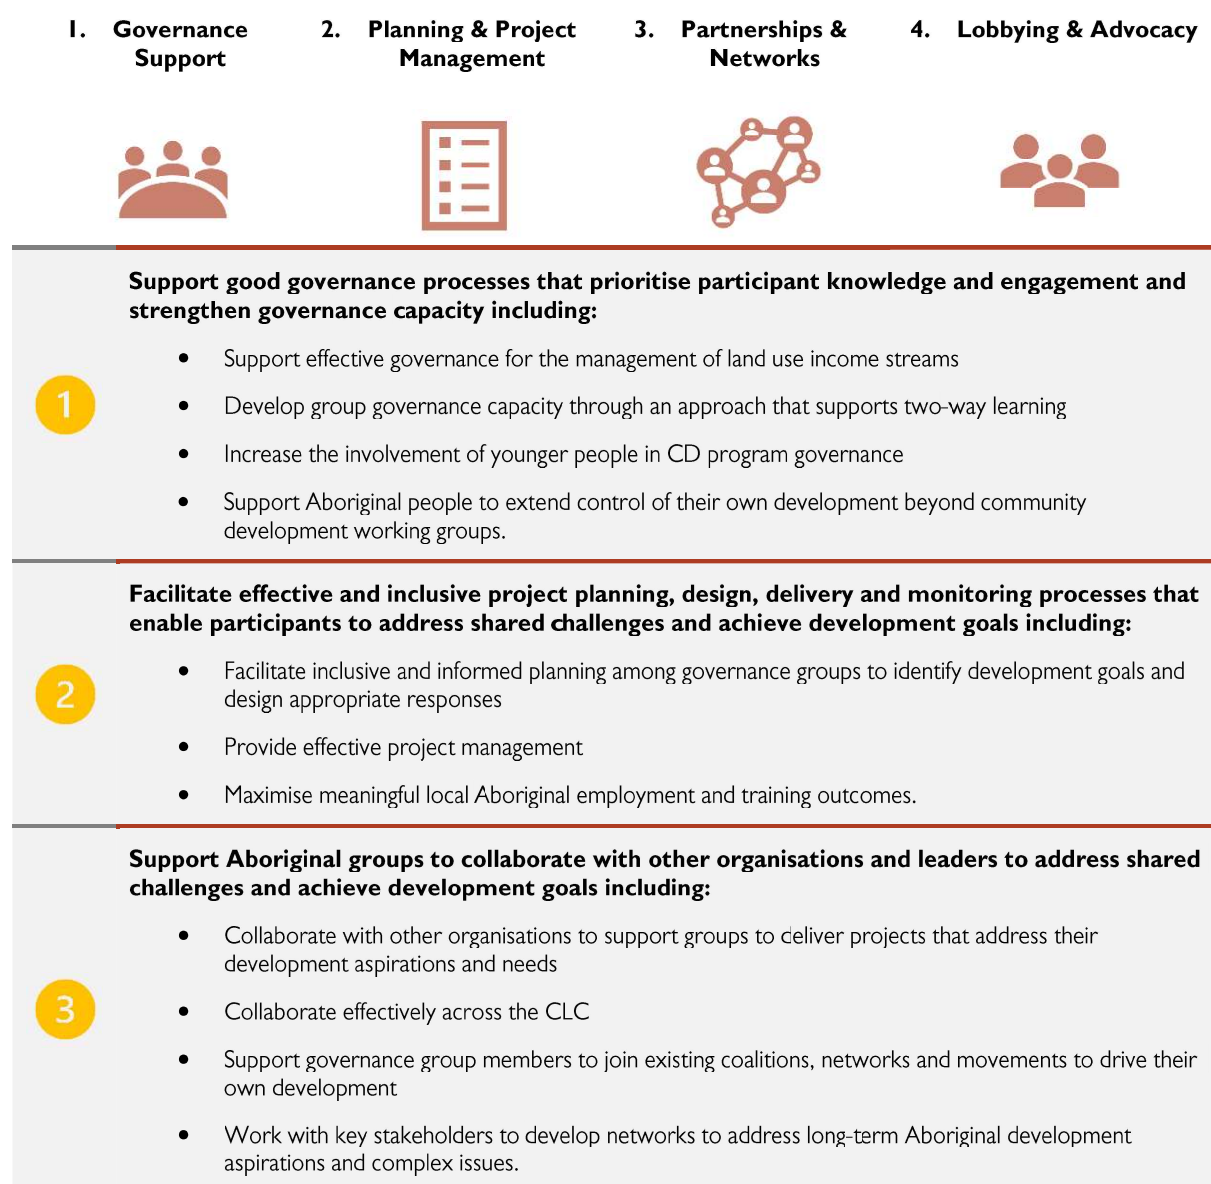 1. Governance Support
2. Planning & Project Management
3. Partnerships & Networks
4. Lobbying & Advocacy
Support good governance processes that prioritise participant knowledge and engagement and
strengthen governance capacity including:
• Support effective governance for the management of land use income streams
1
• Develop group governance capacity through an approach that supports two-way learning
• Increase the involvement of younger people in CD program governance
• Support Aboriginal people to extend control of their own development beyond community
development working groups.
Facilitate effective and inclusive project planning, design, delivery and monitoring processes that
enable participants to address shared challenges and achieve development goals including:
• Facilitate inclusive and informed planning among governance groups to identify development goals and
2
design appropriate responses
• Provide effective project management
• Maximise meaningful local Aboriginal employment and training outcomes.
Support Aboriginal groups to collaborate with other organisations and leaders to address shared
challenges and achieve development goals including:
• Collaborate with other organisations to support groups to deliver projects that address their
development aspirations and needs
3
• Collaborate effectively across the CLC
• Support governance group members to join existing coalitions, networks and movements to drive their
own development
• Work with key stakeholders to develop networks to address long-term Aboriginal development
aspirations and complex issues.